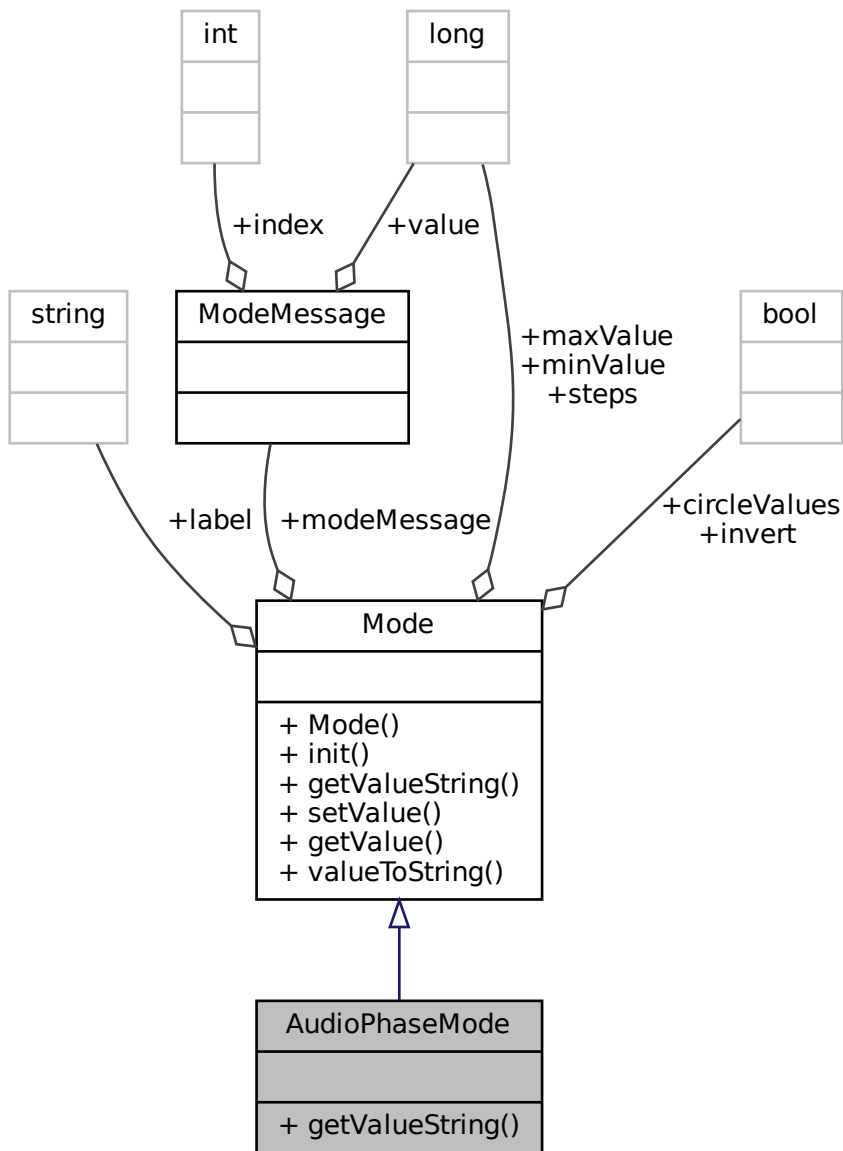 int
long
+index
+value
string
ModeMessage
bool
+maxValue
+minValue
+steps
+label
+modeMessage
+circleValues
+invert
Mode
+ Mode()
+ init()
+ getValueString()
+ setValue()
+ getValue()
+ valueToString()
AudioPhaseMode
+ getValueString()